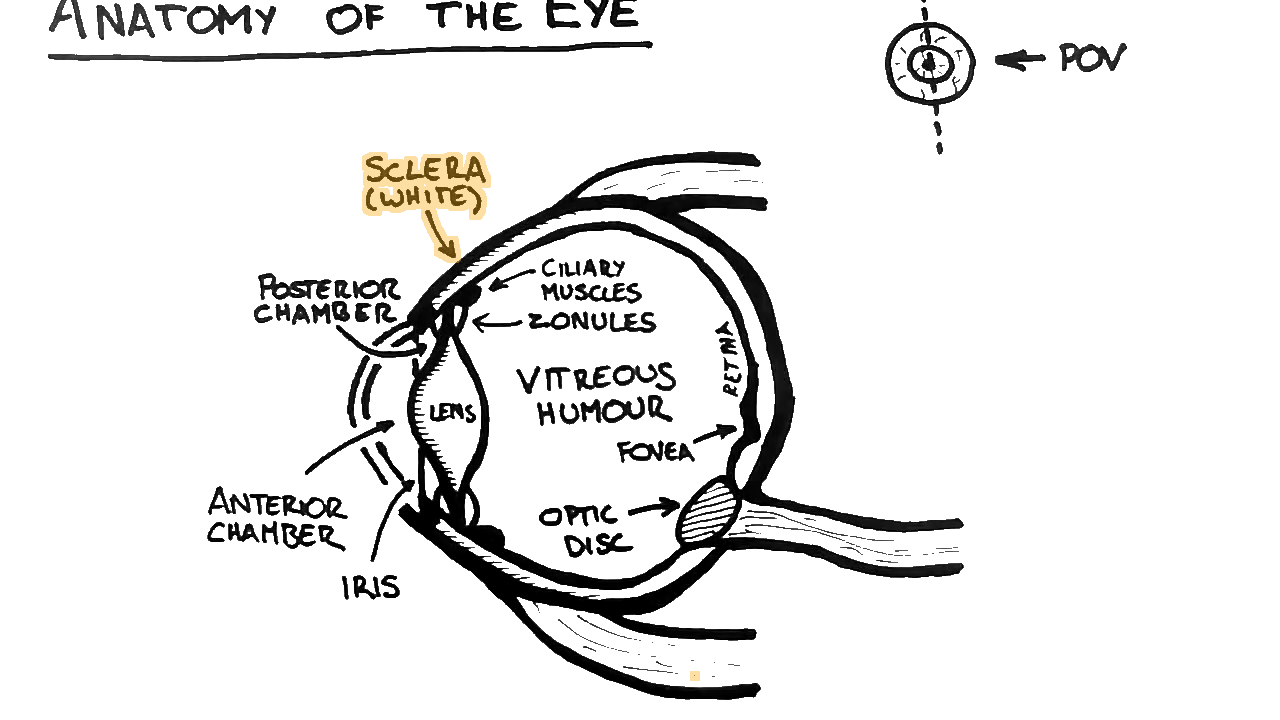 ANATOMY OF THE EYE
POV
SCLERA
(WHITE)
POSTERIOR
CHAMBER
CILIARY
MUSCLES
ZONULES
RETINA
VITREOUS
HUMOUR
LENS
FOVEA
ANTERIOR
CHAMBER
OPTIC
DISC
IRIS